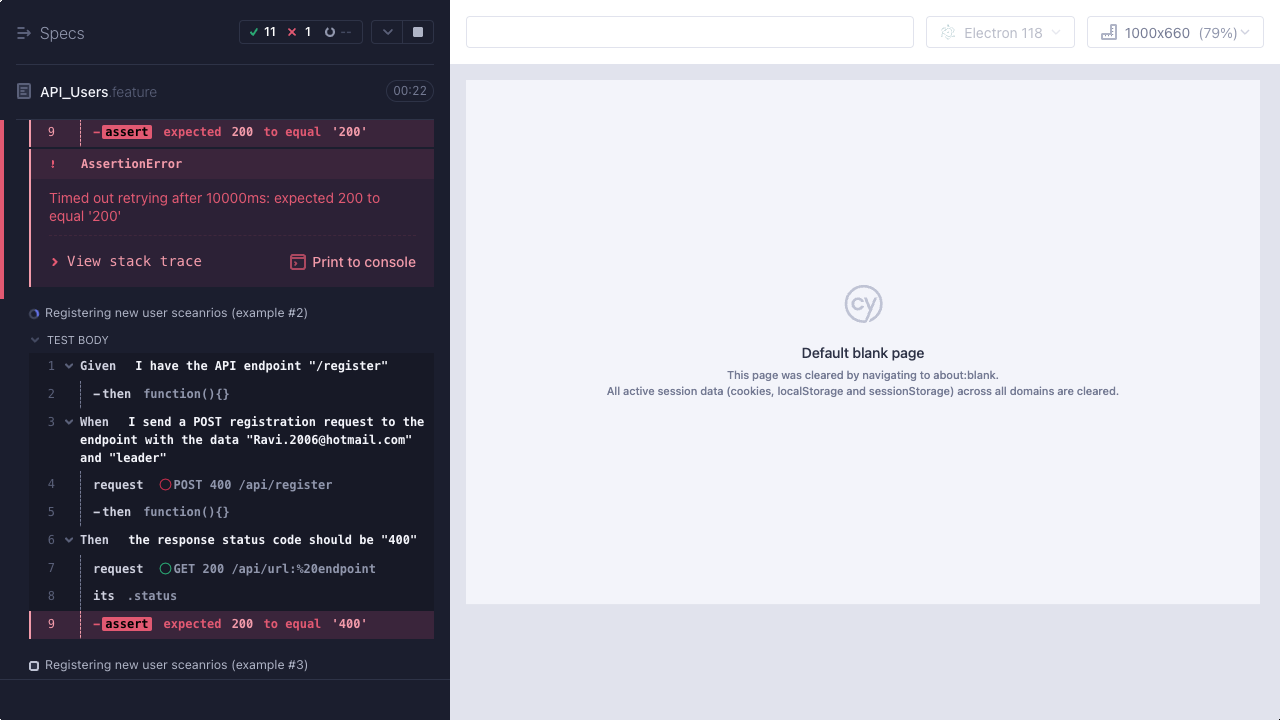 Specs
11
1
--
API_Users.feature
00:22
9 -assert expected 200 to equal '200'
! AssertionError
Timed out retrying after 10000ms: expected 200 to
equal '200'
View stack trace
Print to console
Registering new user sceanrios (example #2)
TEST BODY
1 Given I have the API endpoint "/register"
2 -then function(){}
3 When I send a POST registration request to the
endpoint with the data "Ravi.2006@hotmail.com"
and "leader"
4 request POST 400 /api/register
5 -then function(){}
6 Then the response status code should be "400"
7 request GET 200 /api/url:%20endpoint
8 its .status
9 -assert expected 200 to equal '400'
Registering new user sceanrios (example #3)
Electron 118
1000x660 (79%)
cy
Default blank page
This page was cleared by navigating to about:blank.
All active session data (cookies, localStorage and sessionStorage) across all domains are cleared.